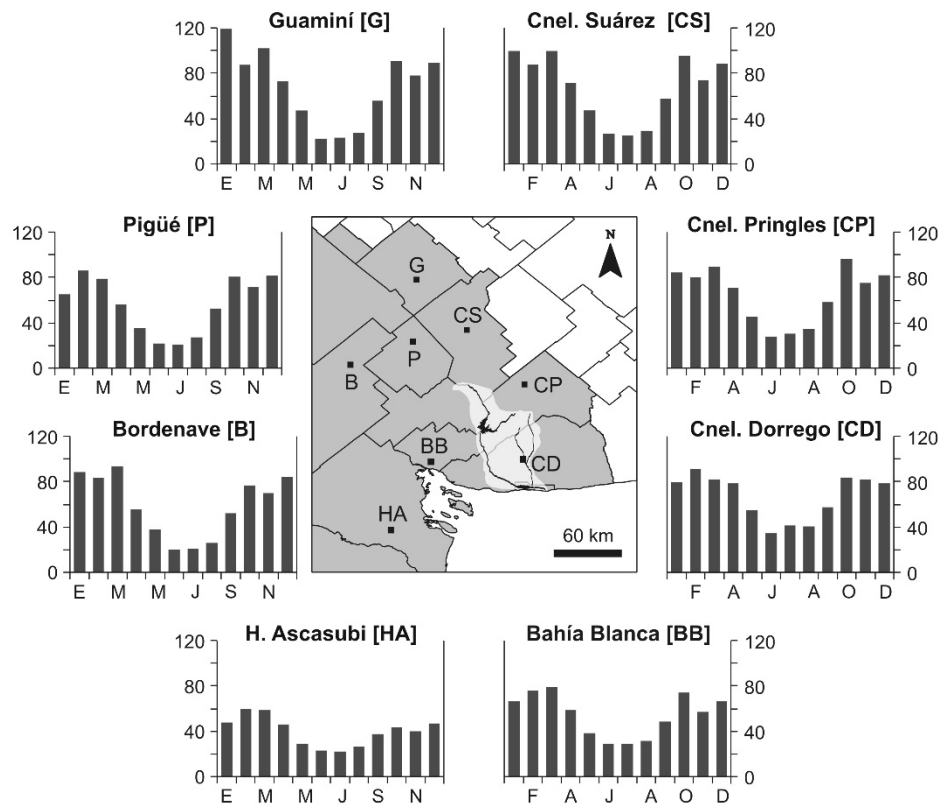 Guaminí [G]
120
80
40
0
E M M J S N
Cnel. Suárez [CS]
120
80
40
0
F A J A O D
Pigüé [P]
120
80
40
0
E M M J S N
N
G
CS
P
B
CP
BB
CD
HA
60 km
Cnel. Pringles [CP]
120
80
40
0
F A J A O D
Bordenave [B]
120
80
40
0
E M M J S N
Cnel. Dorrego [CD]
120
80
40
0
F A J A O D
H. Ascasubi [HA]
120
80
40
0
E M M J S N
Bahía Blanca [BB]
120
80
40
0
F A J A O D